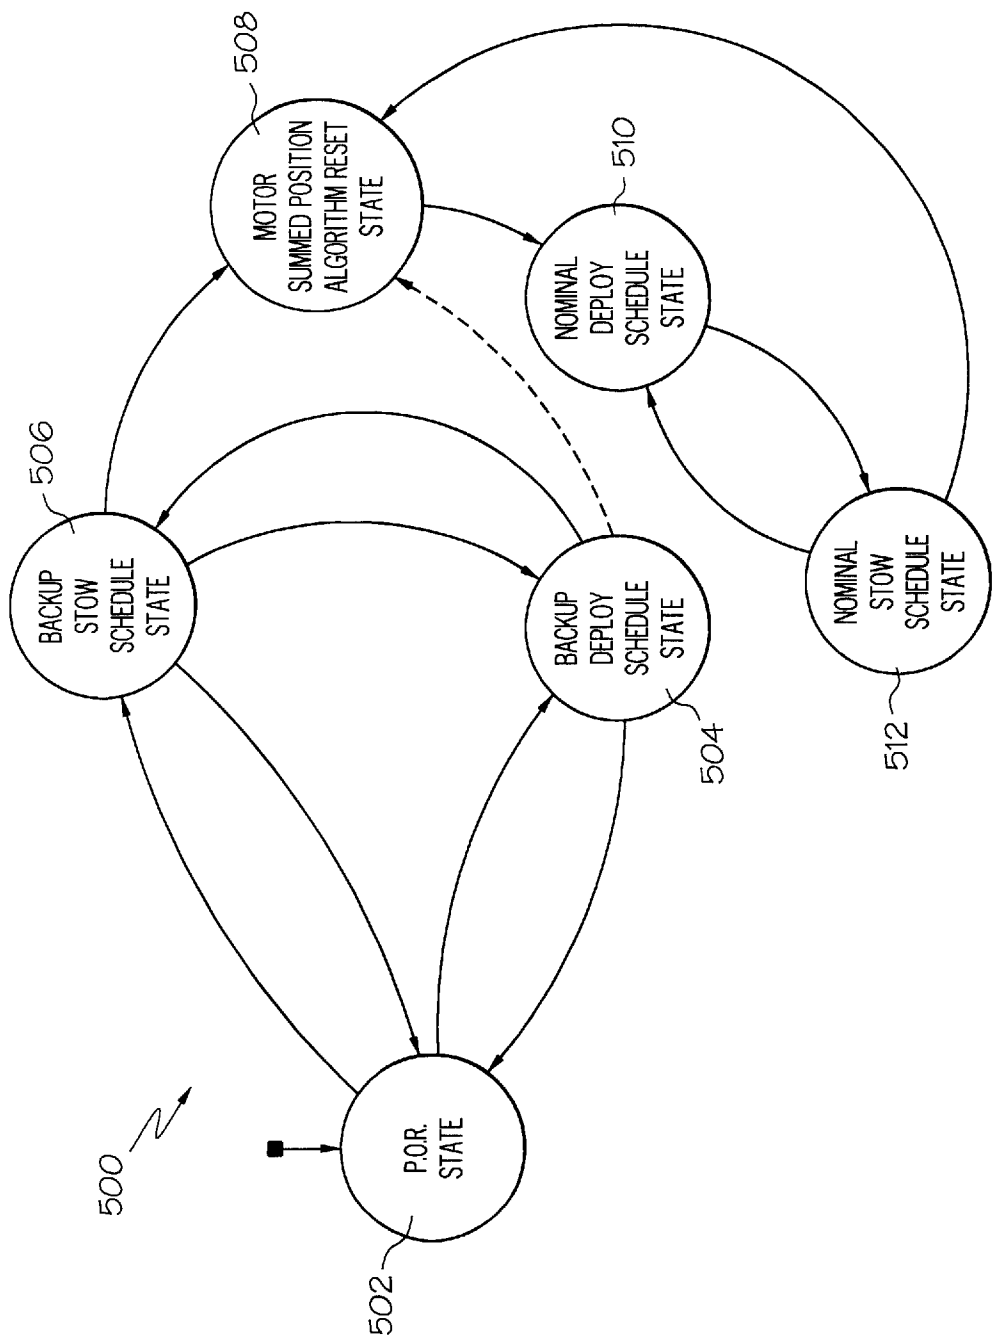 500
502
P.O.R.
STATE
506
BACKUP
STOW
SCHEDULE
STATE
504
BACKUP
DEPLOY
SCHEDULE
STATE
508
MOTOR
SUMMED POSITION
ALGORITHM RESET
STATE
510
NOMINAL
DEPLOY
SCHEDULE
STATE
512
NOMINAL
STOW
SCHEDULE
STATE